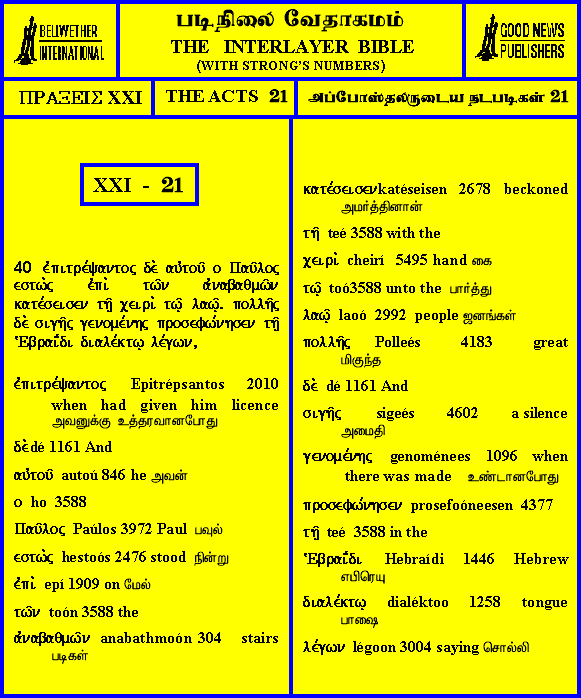 BELIWETHER
INTERNATIONAL
படிநிலை வேதாகமம்
THE INTERLAYER BIBLE
(WITH STRONG'S NUMBERS)
GOOD NEWS
PUBLISHERS
ΠΡΑΞΕΙΣ XXI
THE ACTS 21
அப்போஸ்தலருடைய நடபடிகள் 21
XXI - 21
40 ἐπιτρέψαντος δὲ αὐτοῦ ο Παῦλος
εστὼς ἐπὶ τῶν ἀναβαθμῶν
κατέσεισεν τῇ χειρὶ τῷ λαῷ. πολλῆς
δὲ σιγῆς γενομένης προσεφώνησεν τῇ
Ἑβραΐδι διαλέκτῳ λέγων,
ἐπιτρέψαντος Epitrépsantos 2010
when had given him licence
அவனுக்கு உத்தரவானபோது
δὲ dé 1161 And
αὐτοῦ autoú 846 he அவன்
ο ho 3588
Παῦλος Paúlos 3972 Paul பவுல்
εστὼς hestoós 2476 stood நின்று
ἐπὶ epí 1909 on மேல்
τῶν toón 3588 the
ἀναβαθμῶν anabathmoón 304 stairs
படிகள்
κατέσεισεν katéseisen 2678 beckoned
அமர்த்தினான்
τῇ teé 3588 with the
χειρὶ cheirí 5495 hand கை
τῷ toó3588 unto the பார்த்து
λαῷ laoó 2992 people ஜனங்கள்
πολλῆς Polleés 4183 great
மிகுந்த
δὲ dé 1161 And
σιγῆς sigeés 4602 a silence
அமைதி
γενομένης genoménees 1096 when
there was made உண்டானபோது
προσεφώνησεν prosefoóneesen 4377
τῇ teé 3588 in the
Ἑβραΐδι Hebraídi 1446 Hebrew
எபிரெயு
διαλέκτῳ dialéktoo 1258 tongue
பாஷை
λέγων légoon 3004 saying சொல்லி